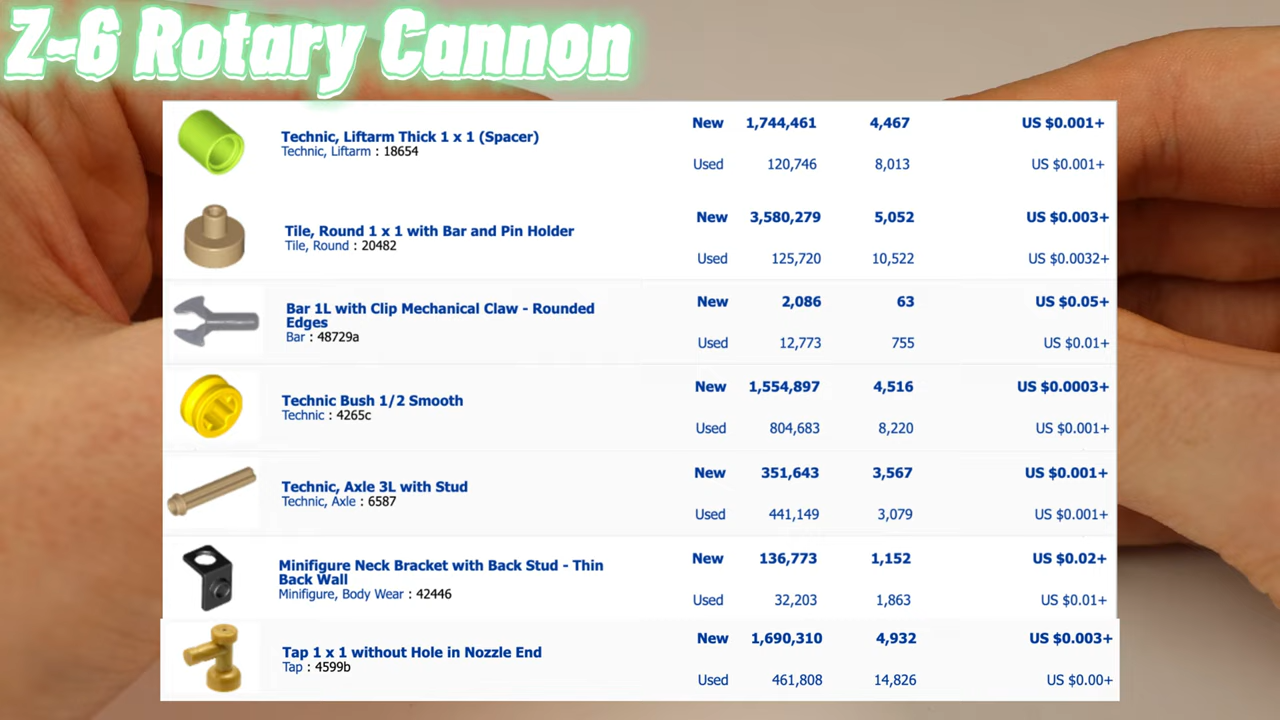 Z-6 Rotary Cannon
Technic, Liftarm Thick 1 x 1 (Spacer)
Technic, Liftarm : 18654
New 1,744,461 4,467 US $0.001+
Used 120,746 8,013 US $0.001+
Tile, Round 1 x 1 with Bar and Pin Holder
Tile, Round : 20482
New 3,580,279 5,052 US $0.003+
Used 125,720 10,522 US $0.0032+
Bar 1L with Clip Mechanical Claw - Rounded
Edges
Bar : 48729a
New 2,086 63 US $0.05+
Used 12,773 755 US $0.01+
Technic Bush 1/2 Smooth
Technic : 4265c
New 1,554,897 4,516 US $0.0003+
Used 804,683 8,220 US $0.001+
Technic, Axle 3L with Stud
Technic, Axle : 6587
New 351,643 3,567 US $0.001+
Used 441,149 3,079 US $0.001+
Minifigure Neck Bracket with Back Stud - Thin
Back Wall
Minifigure, Body Wear : 42446
New 136,773 1,152 US $0.02+
Used 32,203 1,863 US $0.01+
Tap 1 x 1 without Hole in Nozzle End
Tap : 4599b
New 1,690,310 4,932 US $0.003+
Used 461,808 14,826 US $0.00+